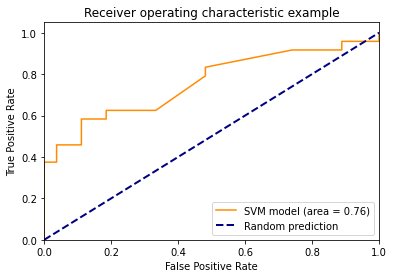 Receiver operating characteristic example
True Positive Rate
1.0
0.8
0.6
0.4
0.2
0.0
SVM model (area = 0.76)
Random prediction
0.0 0.2 0.4 0.6 0.8 1.0
False Positive Rate